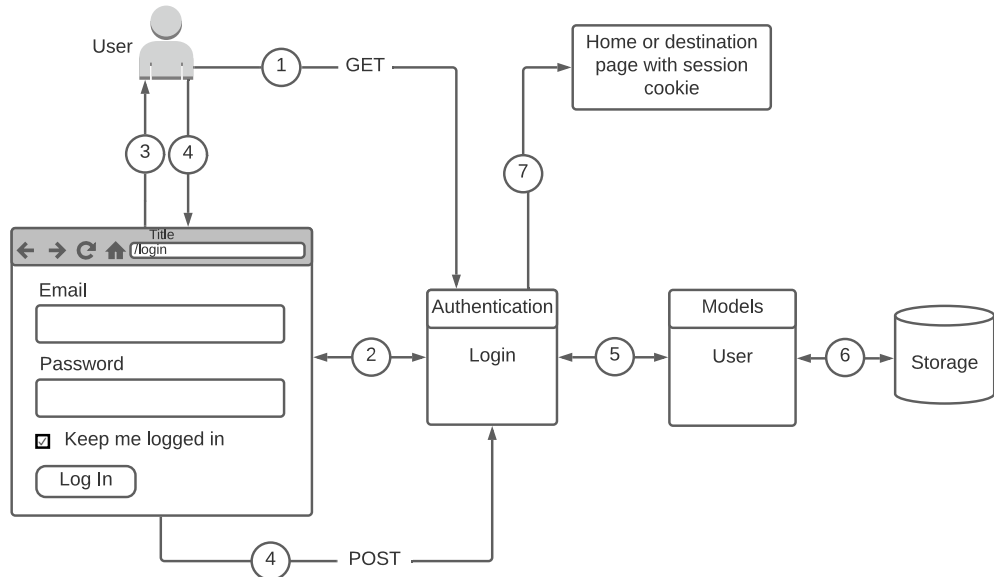 User
1
GET
Home or destination
page with session
cookie
3
4
7
Title
/login
Email
Password
Keep me logged in
Log In
2
Authentication
Login
5
Models
User
6
Storage
4
POST